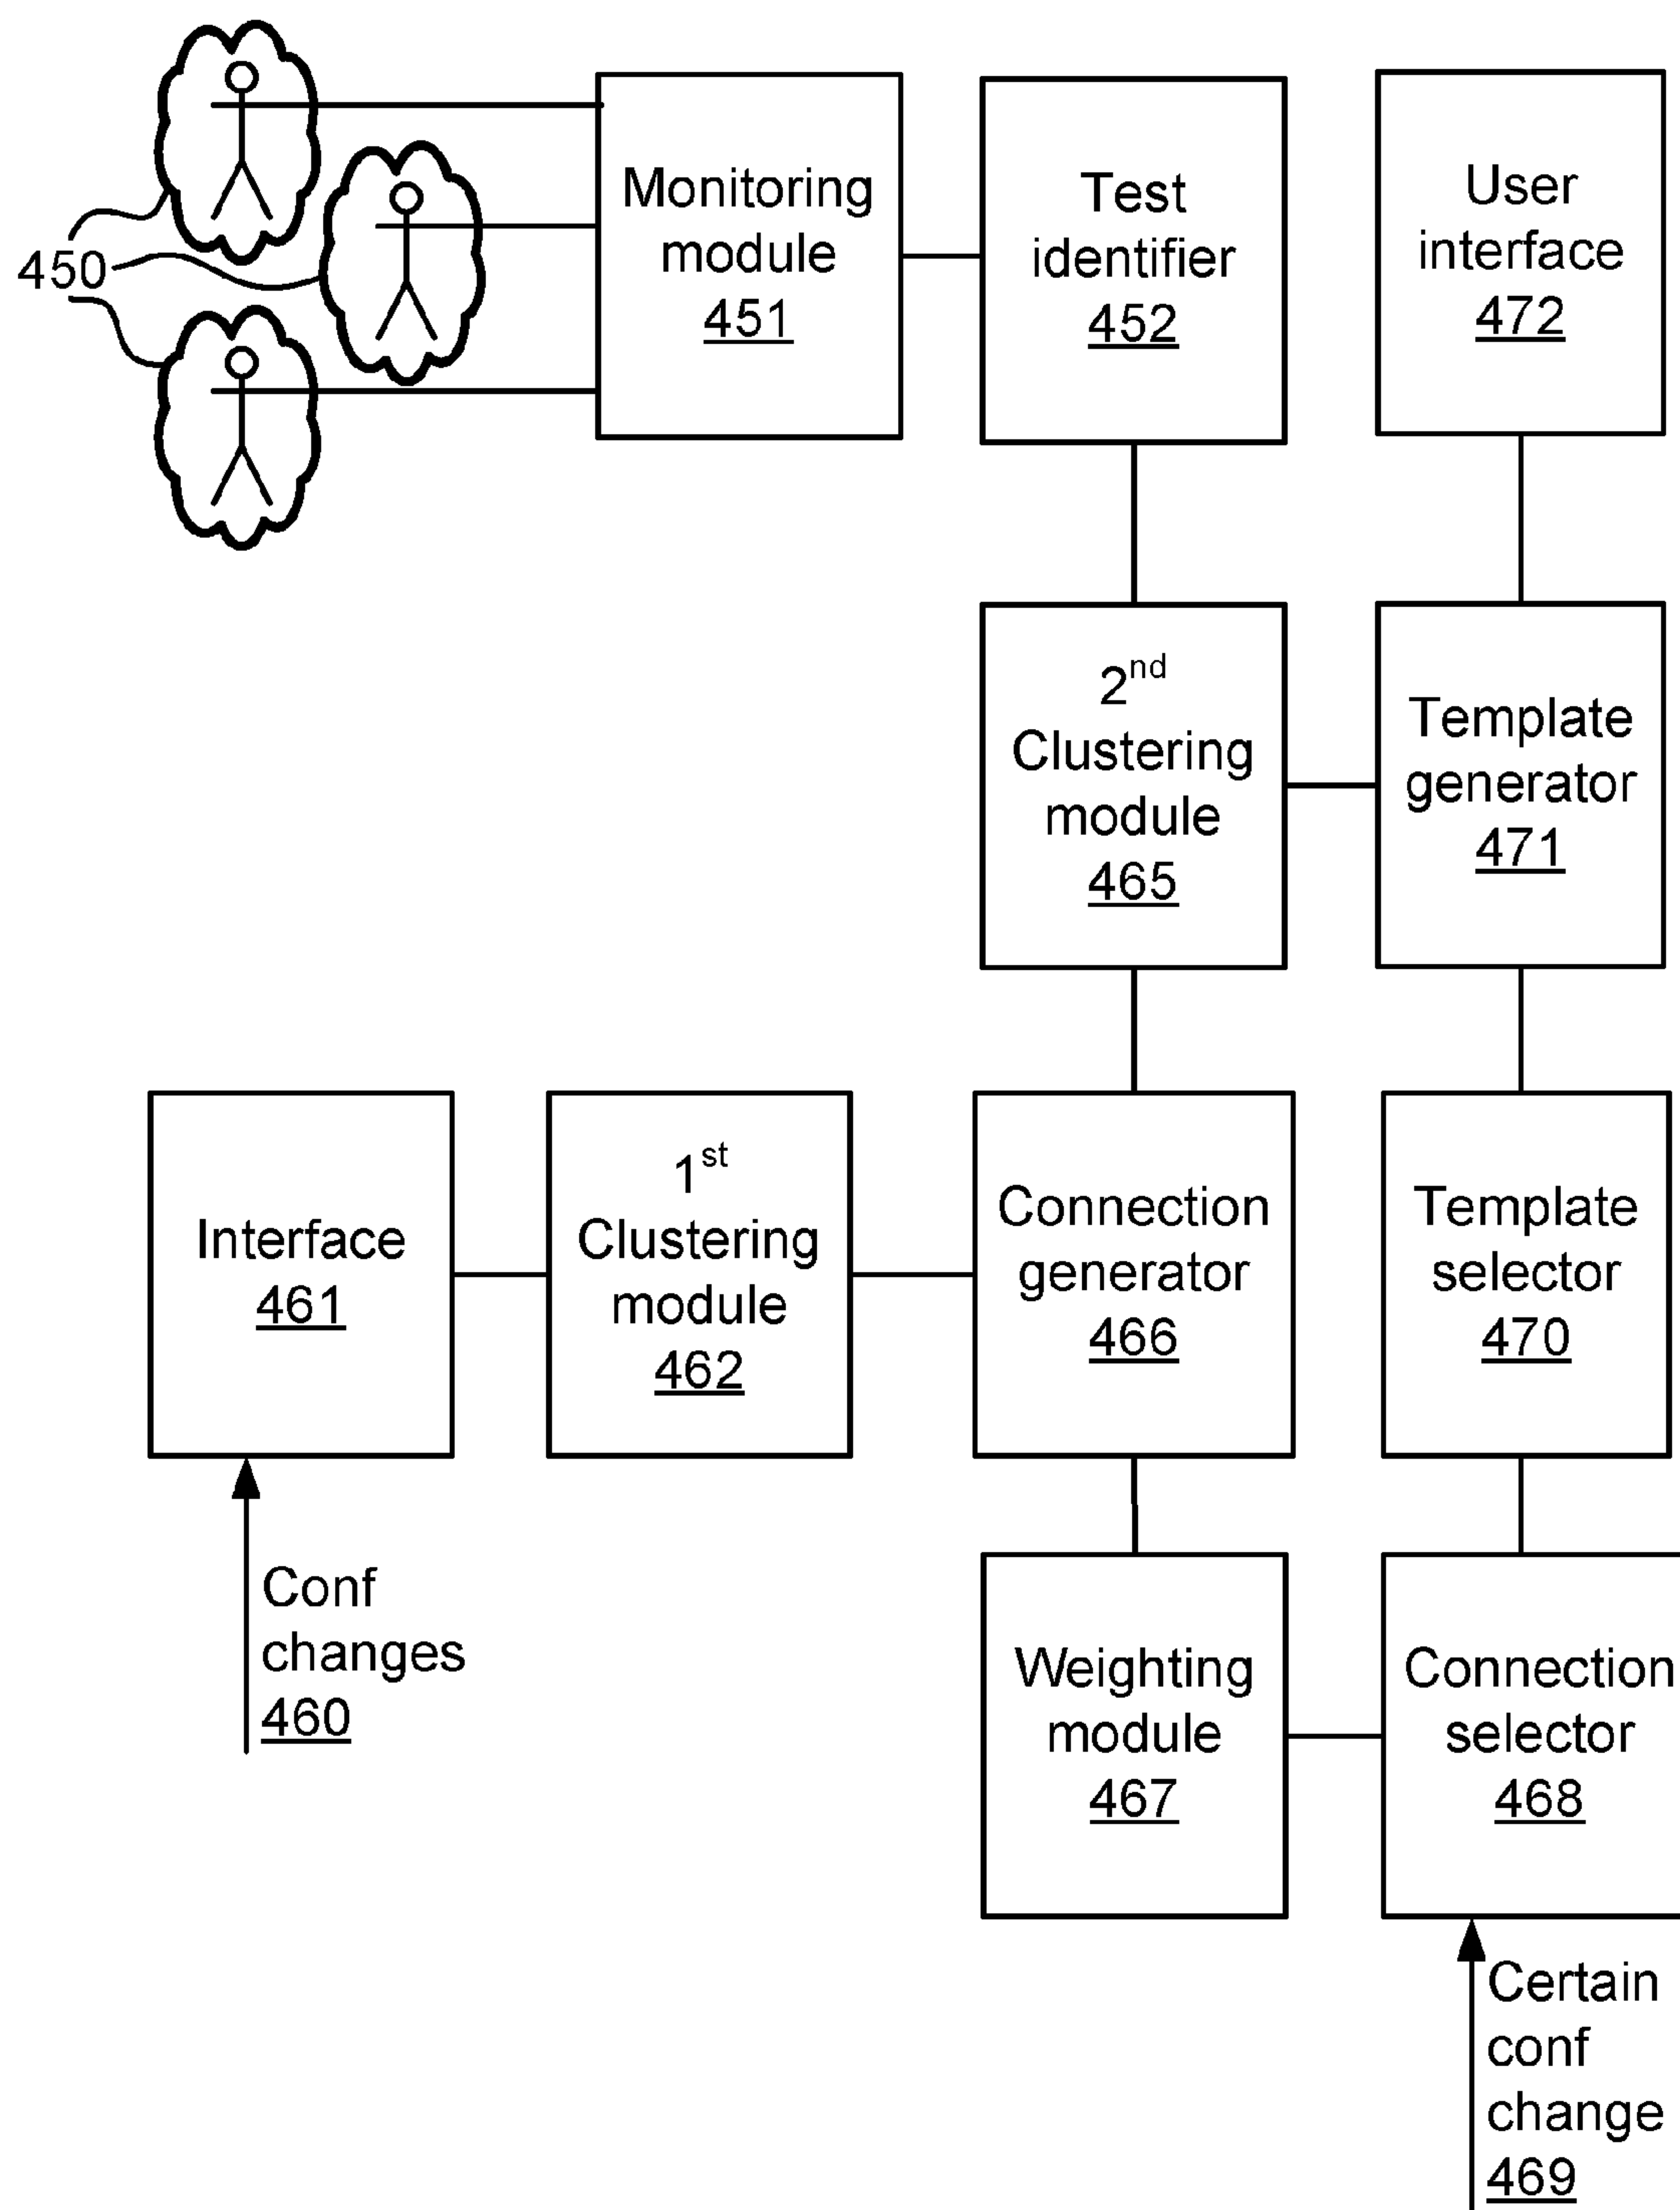 450
Monitoring
module
451
Test
identifier
452
User
interface
472
2nd
Clustering
module
465
Template
generator
471
Interface
461
1st
Clustering
module
462
Connection
generator
466
Template
selector
470
Conf
changes
460
Weighting
module
467
Connection
selector
468
Certain
conf
change
469